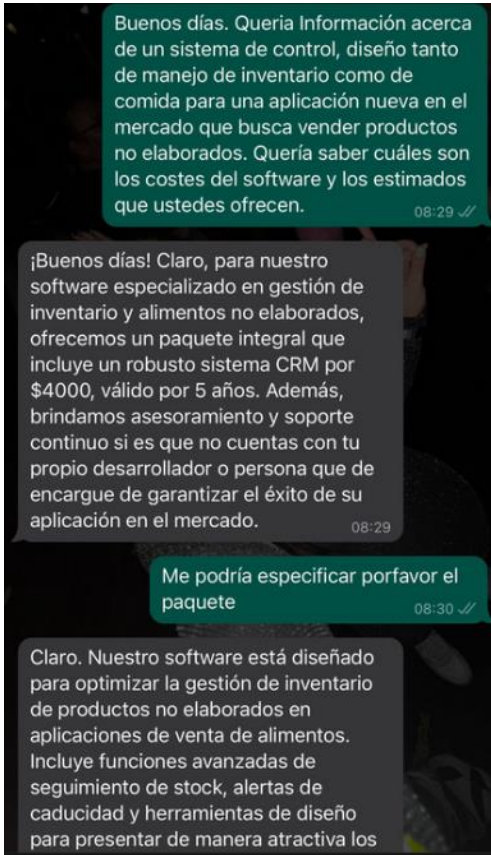 Buenos días. Queria Información acerca
de un sistema de control, diseño tanto
de manejo de inventario como de
comida para una aplicación nueva en el
mercado que busca vender productos
no elaborados. Quería saber cuáles son
los costes del software y los estimados
que ustedes ofrecen.
08:29
¡Buenos días! Claro, para nuestro
software especializado en gestión de
inventario y alimentos no elaborados,
ofrecemos un paquete integral que
incluye un robusto sistema CRM por
$4000, válido por 5 años. Además,
brindamos asesoramiento y soporte
continuo si es que no cuentas con tu
propio desarrollador o persona que de
encargue de garantizar el éxito de su
aplicación en el mercado.
08:29
Me podría especificar porfavor el
paquete
08:30
Claro. Nuestro software está diseñado
para optimizar la gestión de inventario
de productos no elaborados en
aplicaciones de venta de alimentos.
Incluye funciones avanzadas de
seguimiento de stock, alertas de
caducidad y herramientas de diseño
para presentar de manera atractiva los